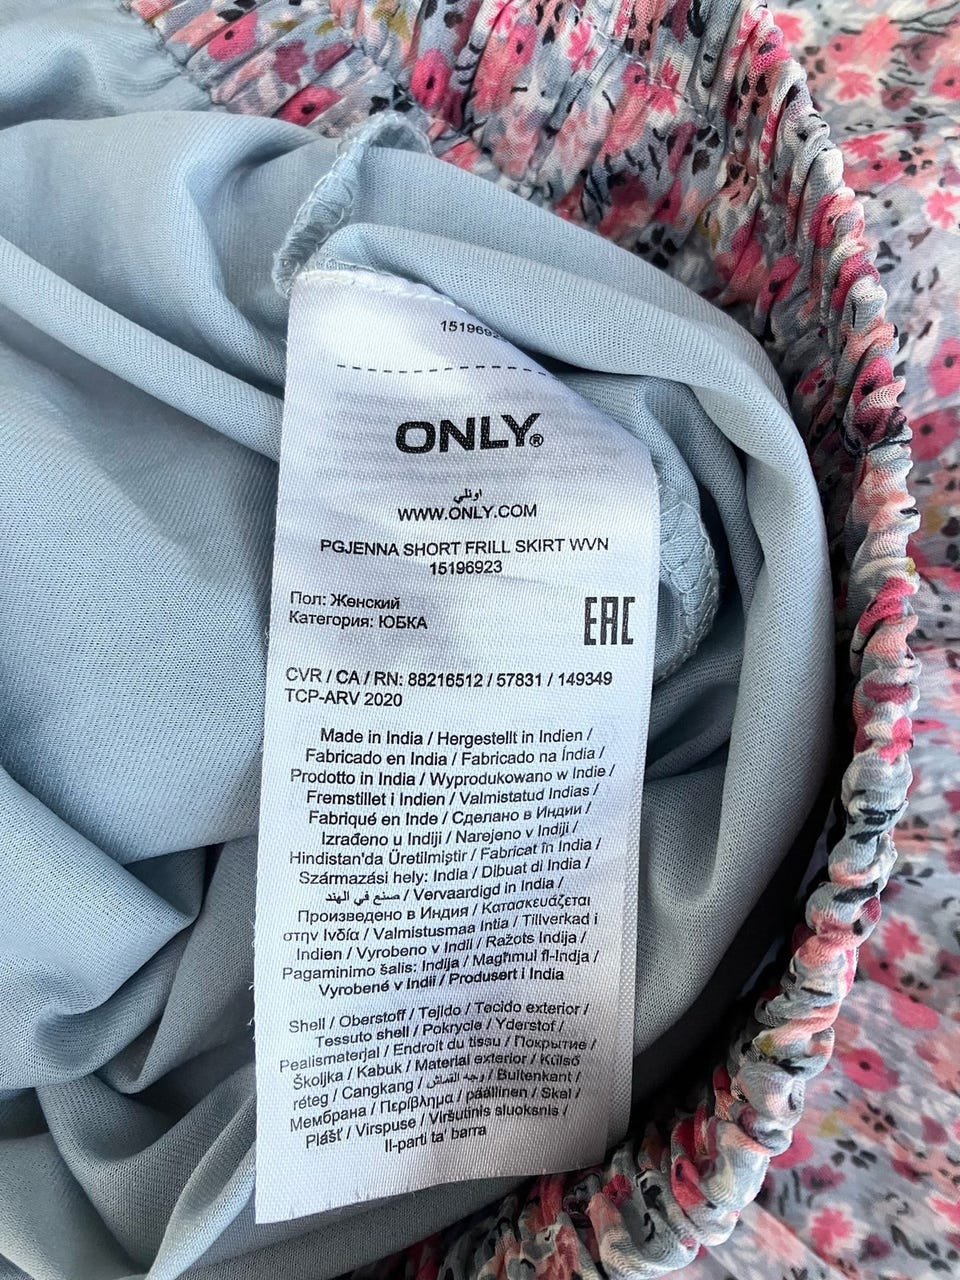 ONLY®
اونلي
WWW.ONLY.COM
PGJENNA SHORT FRILL SKIRT WVN
15196923
Пол: Женский
Категория: ЮБКА
EAC
CVR / CA / RN: 88216512 / 57831 / 149349
TCP-ARV 2020
Made in India / Hergestellt in Indien /
Fabricado en India / Fabricado na Índia /
Prodotto in India / Wyprodukowano w Indie /
Fremstillet i Indien / Valmistatud Indias /
Fabriqué en Inde / Сделано в Индии /
Izrađeno u Indiji / Narejeno v Indiji /
Hindistan'da Üretilmiştir / Fabricat în India /
Származási hely: India / Dibuat di India /
صنع في الهند / Vervaardigd in India /
Произведено в Индия / Κατασκευάζεται
στην Ινδία / Valmistusmaa Intia / Tillverkad i
Indien / Vyrobeno v Indii / Ražots Indija /
Pagaminimo šalis: Indija / Magħmul fl-Indja /
Vyrobené v Indii / Produsert i India
Shell / Oberstoff / Tejido / Tecido exterior /
Tessuto shell / Pokrycie / Yderstof /
Pealismaterjal / Endroit du tissu / Покрытие /
Školjka / Kabuk / Material exterior / Külső
réteg / Cangkang / وجه القماش / Buitenkant /
Мембрана / Περίβλημα / päällinen / Skal /
Plášť / Virspuse / Viršutinis sluoksnis /
Il-parti ta' barra